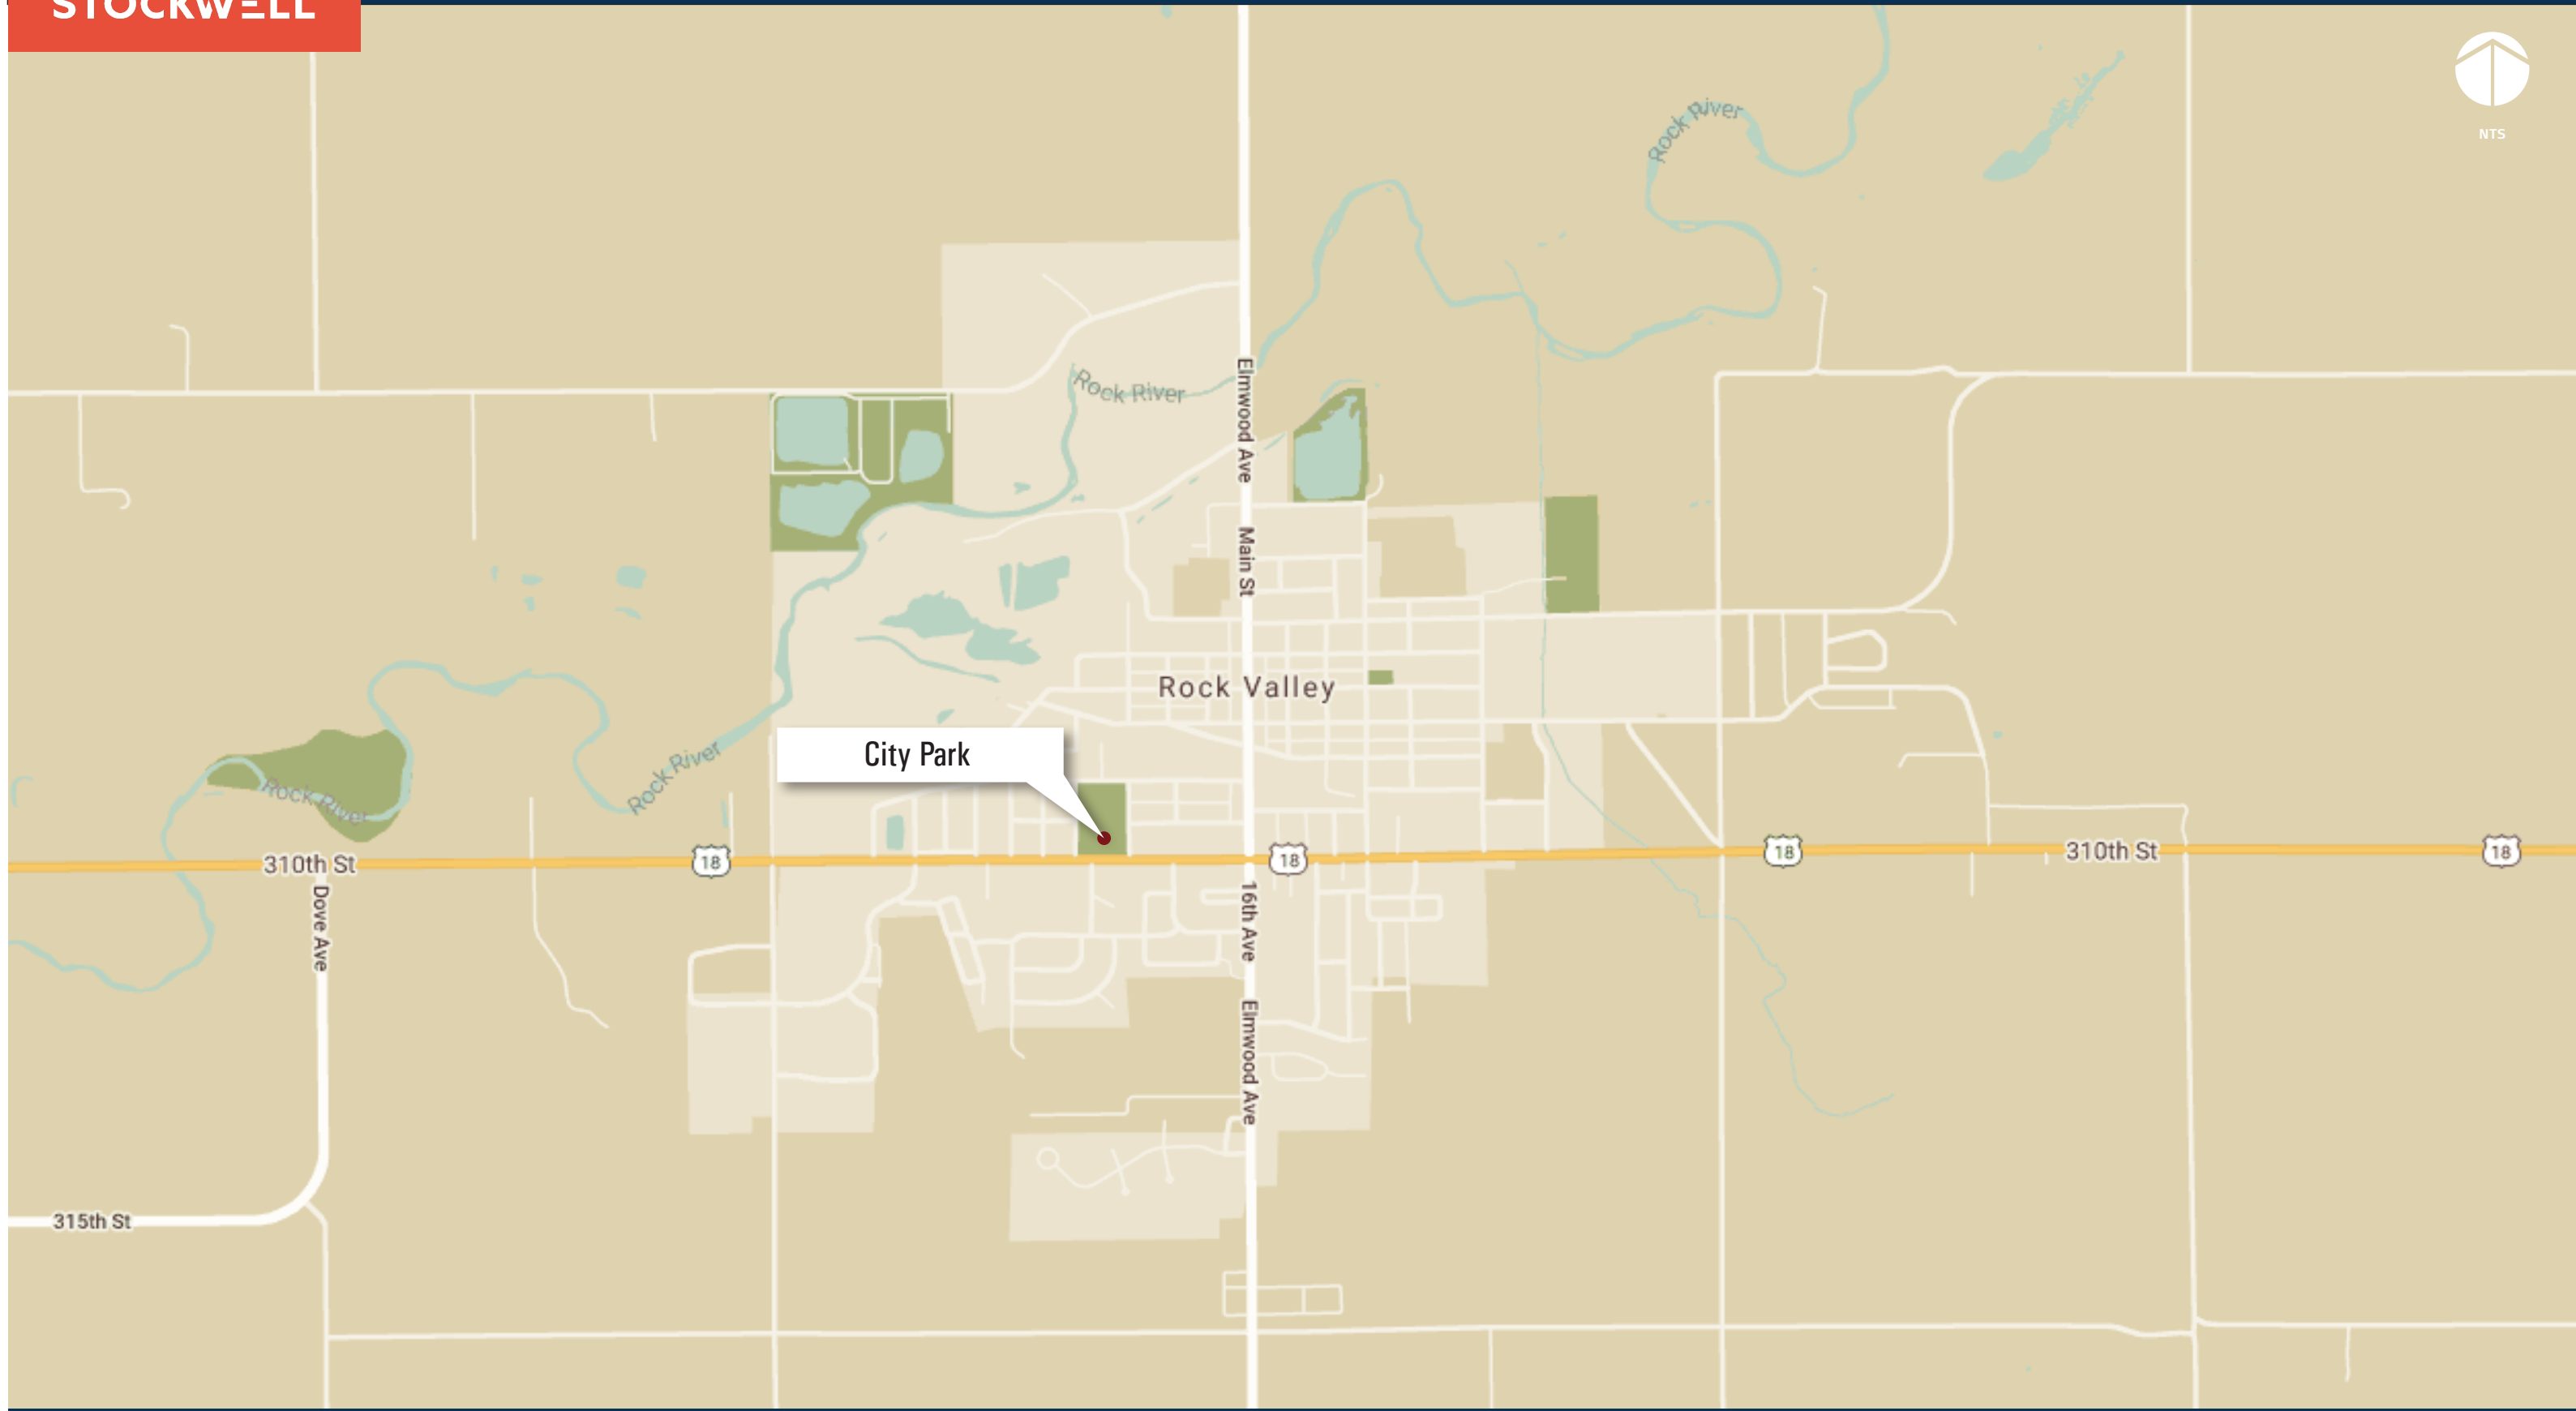 STOCKWELL
NTS
Rock River
Rock River
Elmwood Ave
Main St
Rock Valley
City Park
Rock River
Rock River
310th St
18
18
18
310th St
18
Dove Ave
16th Ave
Elmwood Ave
315th St